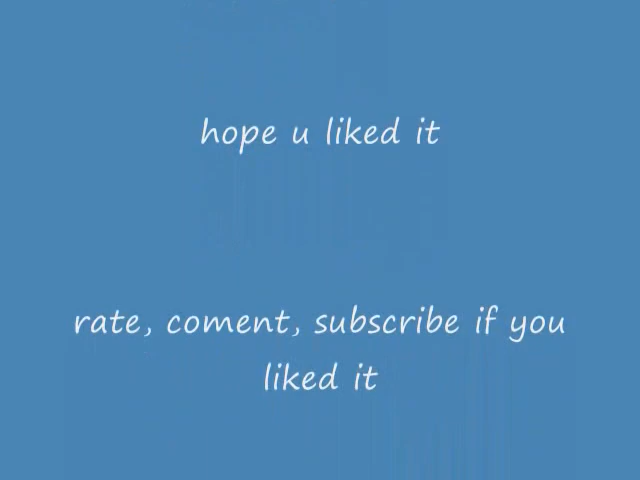 hope u liked it
rate, coment, subscribe if you
liked it